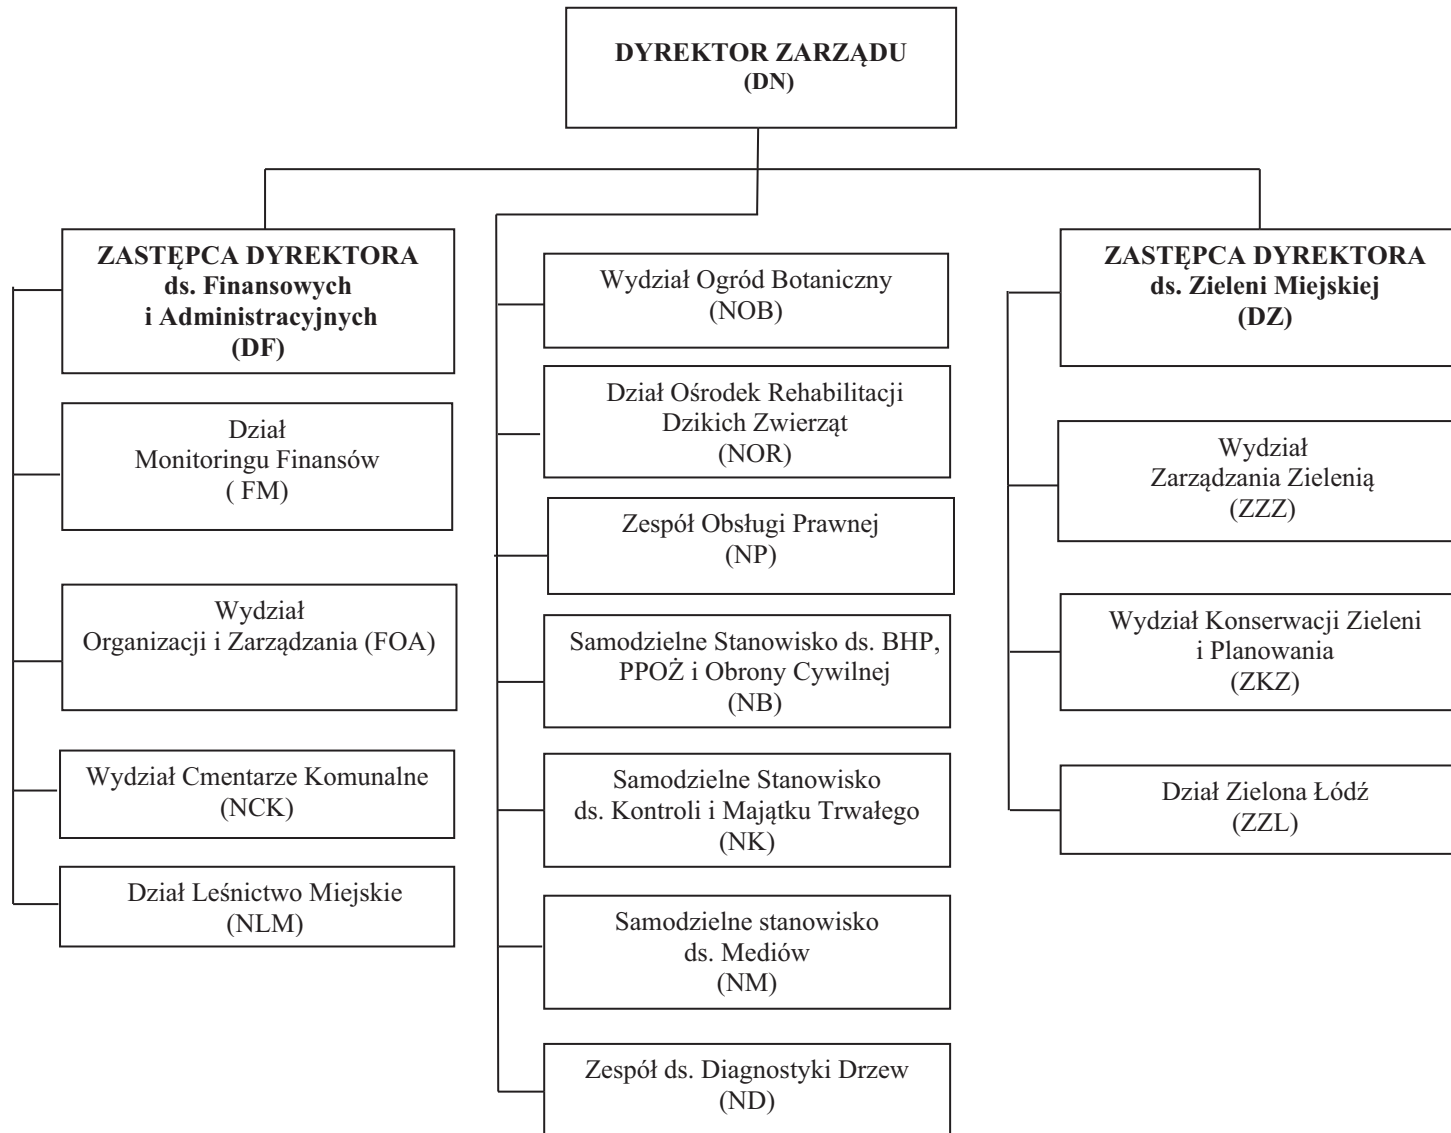 DYREKTOR ZARZĄDU
(DN)
ZASTĘPCA DYREKTORA
ds. Finansowych
i Administracyjnych
(DF)
Dział
Monitoringu Finansów
( FM)
Wydział
Organizacji i Zarządzania (FOA)
Wydział Cmentarze Komunalne
(NCK)
Dział Leśnictwo Miejskie
(NLM)
Wydział Ogród Botaniczny
(NOB)
Dział Ośrodek Rehabilitacji
Dzikich Zwierząt
(NOR)
Zespół Obsługi Prawnej
(NP)
Samodzielne Stanowisko ds. BHP,
PPOŻ i Obrony Cywilnej
(NB)
Samodzielne Stanowisko
ds. Kontroli i Majątku Trwałego
(NK)
Samodzielne stanowisko
ds. Mediów
(NM)
Zespół ds. Diagnostyki Drzew
(ND)
ZASTĘPCA DYREKTORA
ds. Zieleni Miejskiej
(DZ)
Wydział
Zarządzania Zielenią
(ZZZ)
Wydział Konserwacji Zieleni
i Planowania
(ZKZ)
Dział Zielona Łódź
(ZZL)